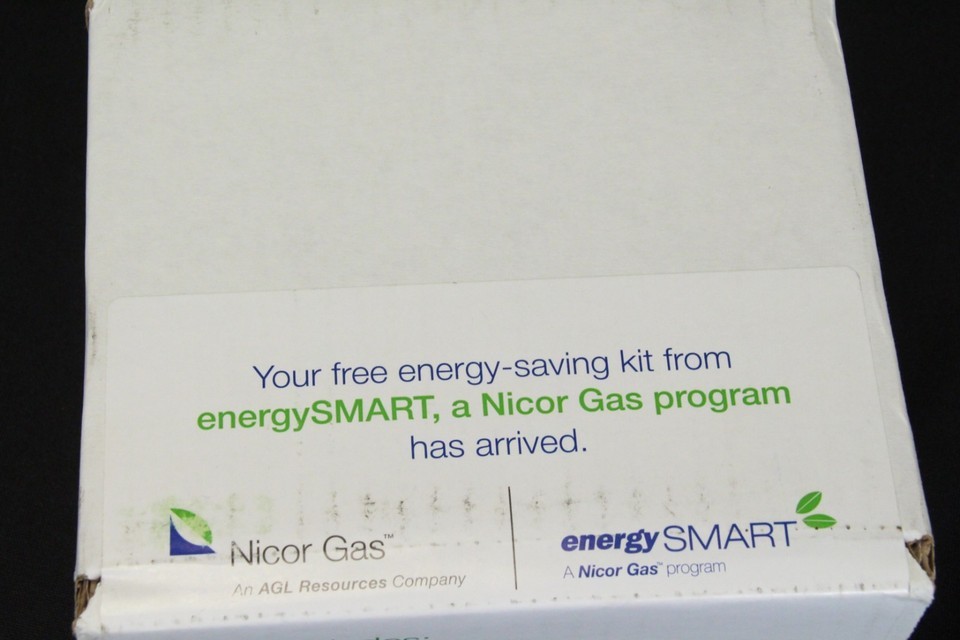 Your free energy-saving kit from
energySMART, a Nicor Gas program
has arrived.
Nicor Gas™
An AGL Resources Company
energySMART
A Nicor Gas™ program